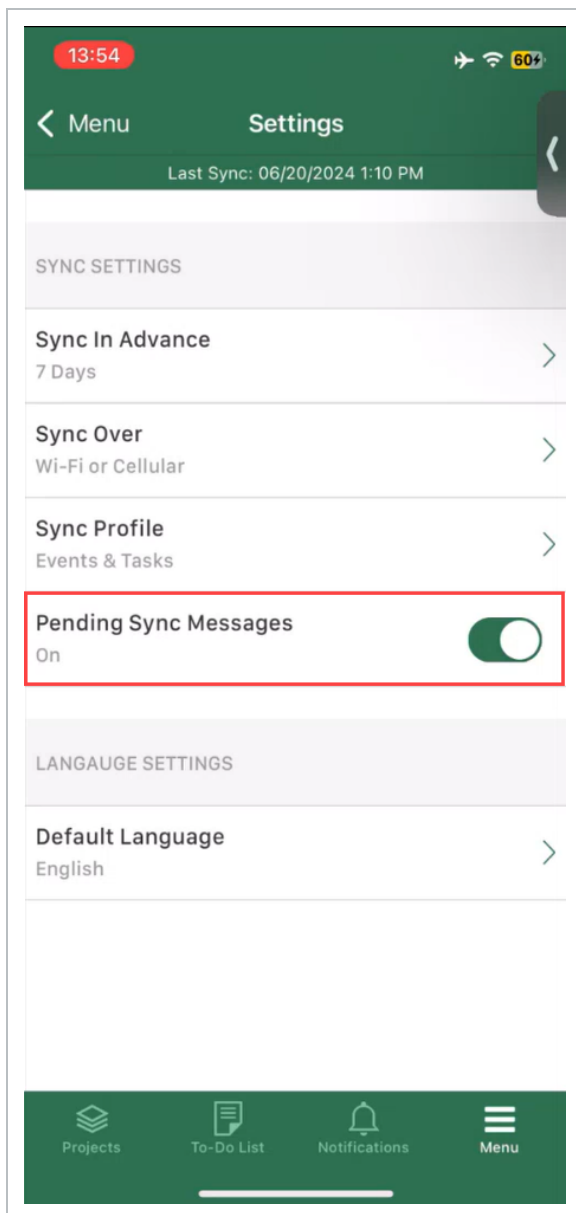 13:54
60
Menu
Settings
Last Sync: 06/20/2024 1:10 PM
SYNC SETTINGS
Sync In Advance
7 Days
Sync Over
Wi-Fi or Cellular
Sync Profile
Events & Tasks
Pending Sync Messages
On
LANGAUGE SETTINGS
Default Language
English
Projects
To-Do List
Notifications
Menu